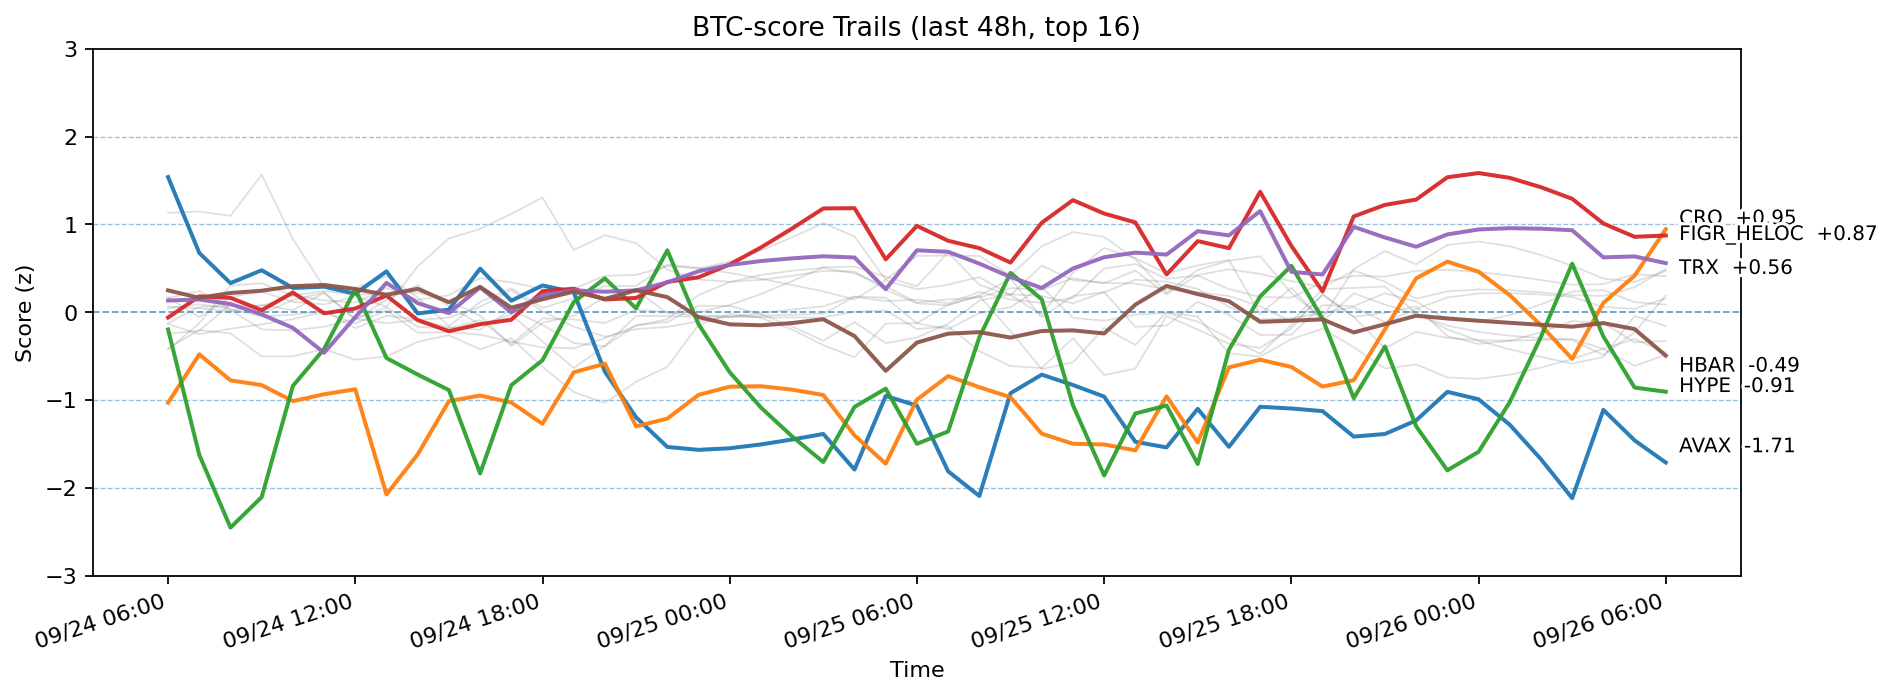 BTC-score Trails (last 48h, top 16)
Score (z)
3
2
1
0
−1
−2
−3
CRO +0.95
FIGR_HELOC +0.87
TRX +0.56
HBAR -0.49
HYPE -0.91
AVAX -1.71
09/24 06:00
09/24 12:00
09/24 18:00
09/25 00:00
09/25 06:00
09/25 12:00
09/25 18:00
09/26 00:00
09/26 06:00
Time